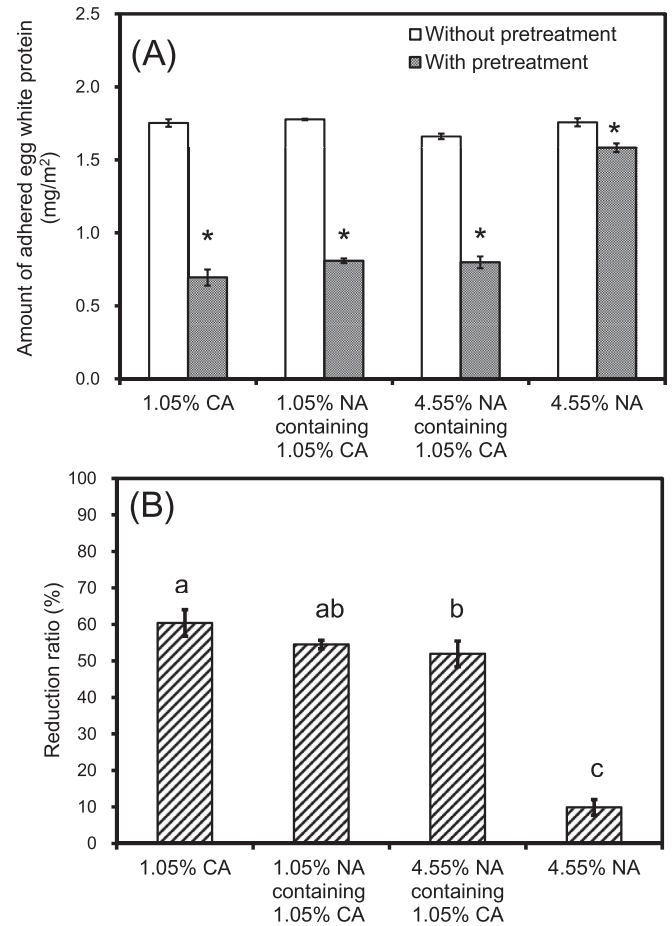 Amount of adhered egg white protein
(mg/m²)
2.5
2.0
1.5
1.0
0.5
0.0
(A)
Without pretreatment
With pretreatment
*
*
*
*
1.05% CA
1.05% NA
containing
1.05% CA
4.55% NA
containing
1.05% CA
4.55% NA
Reduction ratio (%)
100
90
80
70
60
50
40
30
20
10
0
(B)
a
ab
b
c
1.05% CA
1.05% NA
containing
1.05% CA
4.55% NA
containing
1.05% CA
4.55% NA